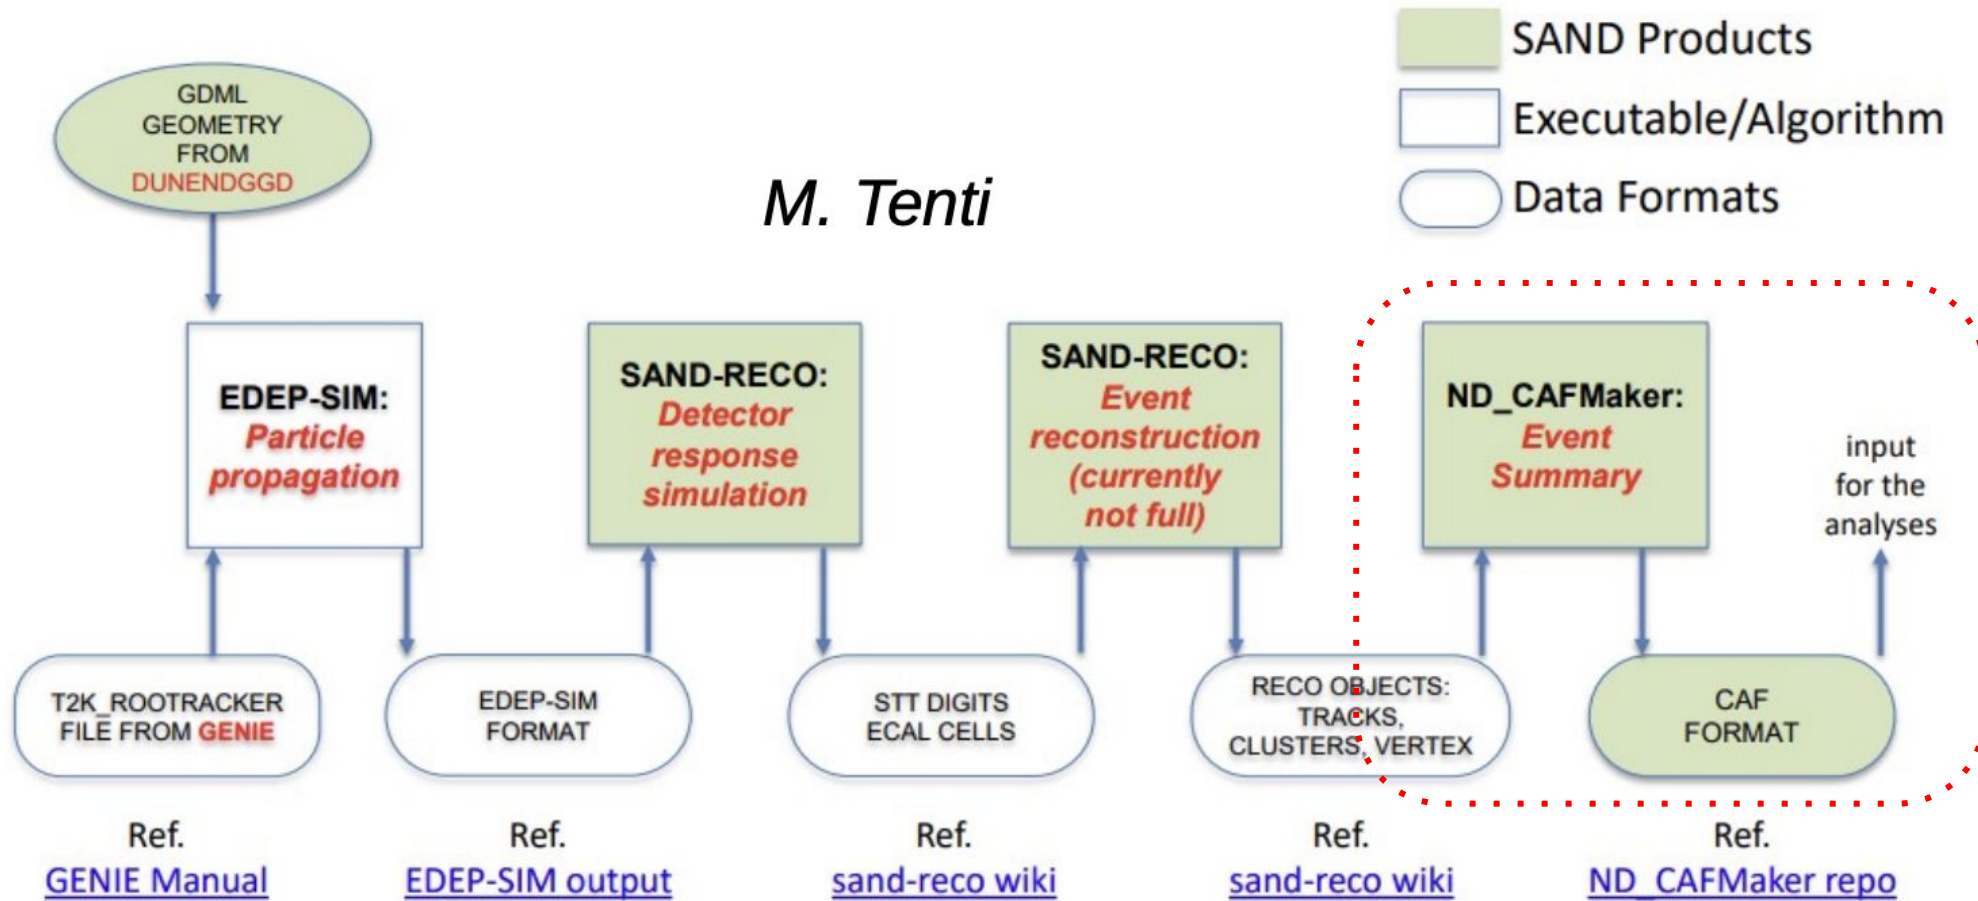 SAND Products
Executable/Algorithm
Data Formats
GDML
GEOMETRY
FROM
DUNENDGGD
M. Tenti
EDEP-SIM:
Particle
propagation
SAND-RECO:
Detector
response
simulation
SAND-RECO:
Event
reconstruction
(currently
not full)
ND_CAFMaker:
Event
Summary
input
for the
analyses
T2K_ROOTRACKER
FILE FROM GENIE
EDEP-SIM
FORMAT
STT DIGITS
ECAL CELLS
RECO OBJECTS:
TRACKS,
CLUSTERS, VERTEX
CAF
FORMAT
Ref.
GENIE Manual
Ref.
EDEP-SIM output
Ref.
sand-reco wiki
Ref.
sand-reco wiki
Ref.
ND_CAFMaker repo